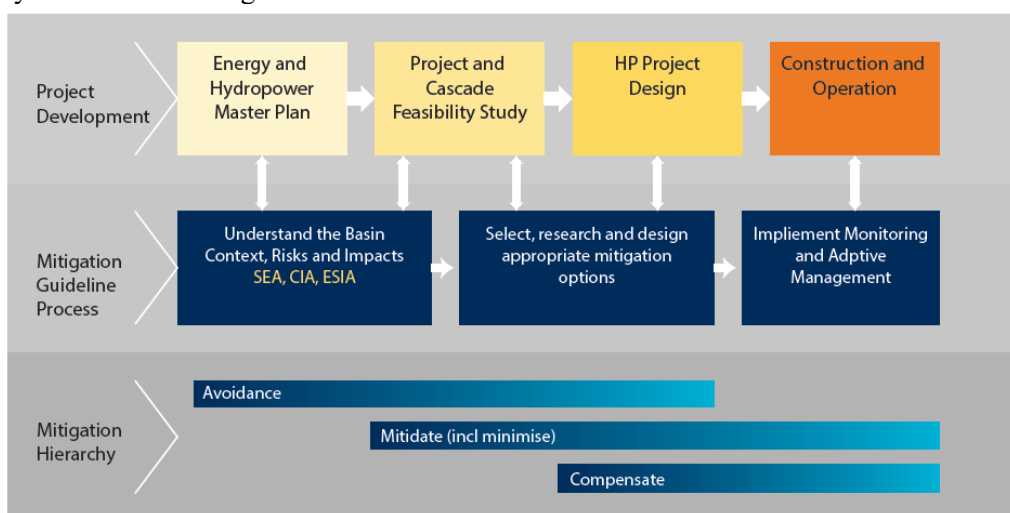 Project
Development
Energy and
Hydropower
Master Plan
Project and
Cascade
Feasibility Study
HP Project
Design
Construction and
Operation
Mitigation
Guideline
Process
Understand the Basin
Context, Risks and Impacts
SEA, CIA, ESIA
Select, research and design
appropriate mitigation
options
Impliement Monitoring
and Adptive
Management
Mitigation
Hierarchy
Avoidance
Mitidate (incl minimise)
Compensate